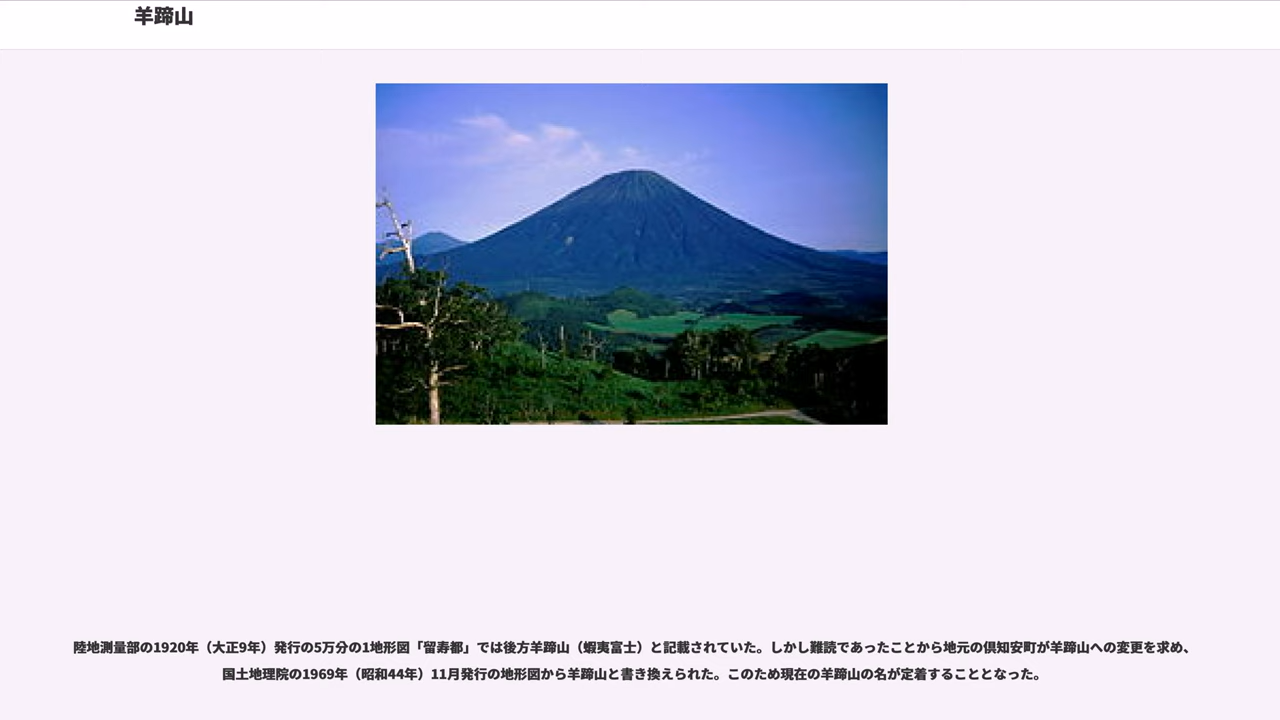 羊蹄山
陸地測量部の1920年（大正9年）発行の5万分の1地形図「留寿都」では後方羊蹄山（蝦夷富士）と記載されていた。しかし難読であったことから地元の倶知安町が羊蹄山への変更を求め、
国土地理院の1969年（昭和44年）11月発行の地形図から羊蹄山と書き換えられた。このため現在の羊蹄山の名が定着することとなった。